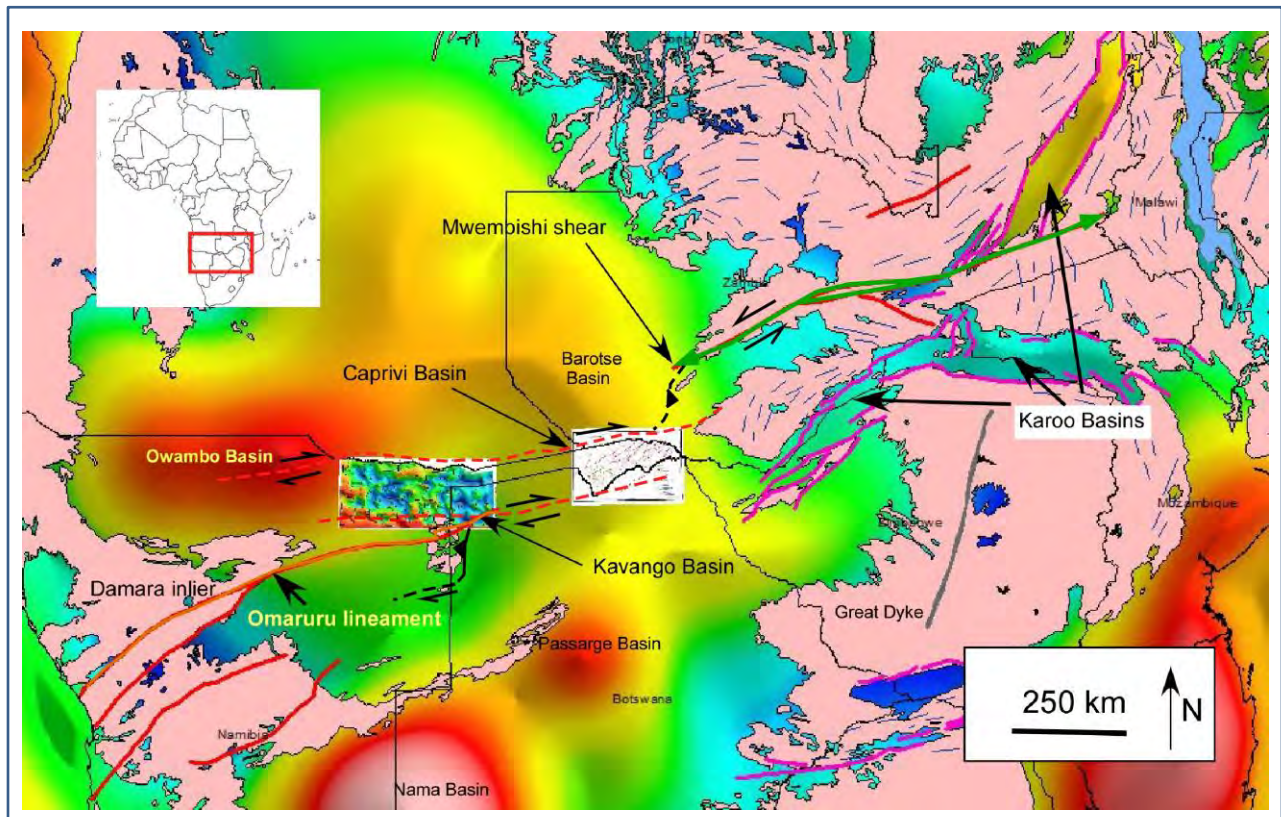 Mwembishi shear
Malawi
Zambia
Barotse
Basin
Caprivi Basin
Karoo Basins
Owambo Basin
Mozambique
Zimbabwe
Kavango Basin
Damara inlier
Great Dyke
Omaruru lineament
Passarge Basin
Botswana
250 km
N
Namibia
Nama Basin